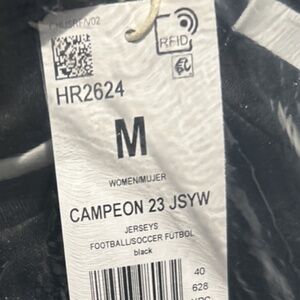 RFID
HR2624
M
WOMEN/MUJER
CAMPEON 23 JSYW
JERSEYS
FOOTBALL/SOCCER FUTBOL
black
40
628